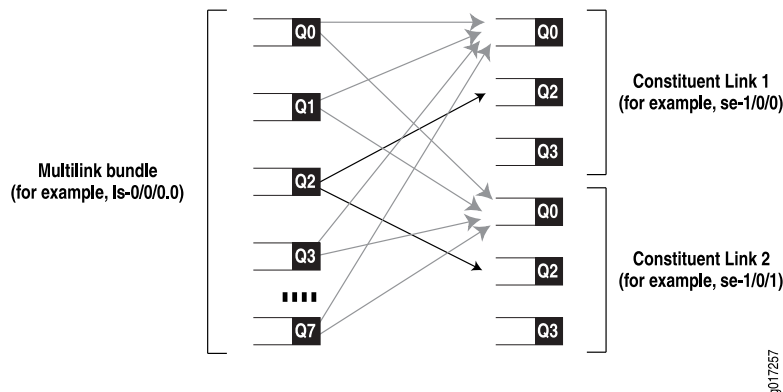 Multilink bundle
(for example, ls-0/0/0.0)
Q0
Q1
Q2
Q3
Q7
Q0
Q2
Q3
Q0
Q2
Q3
Constituent Link 1
(for example, se-1/0/0)
Constituent Link 2
(for example, se-1/0/1)
g017257